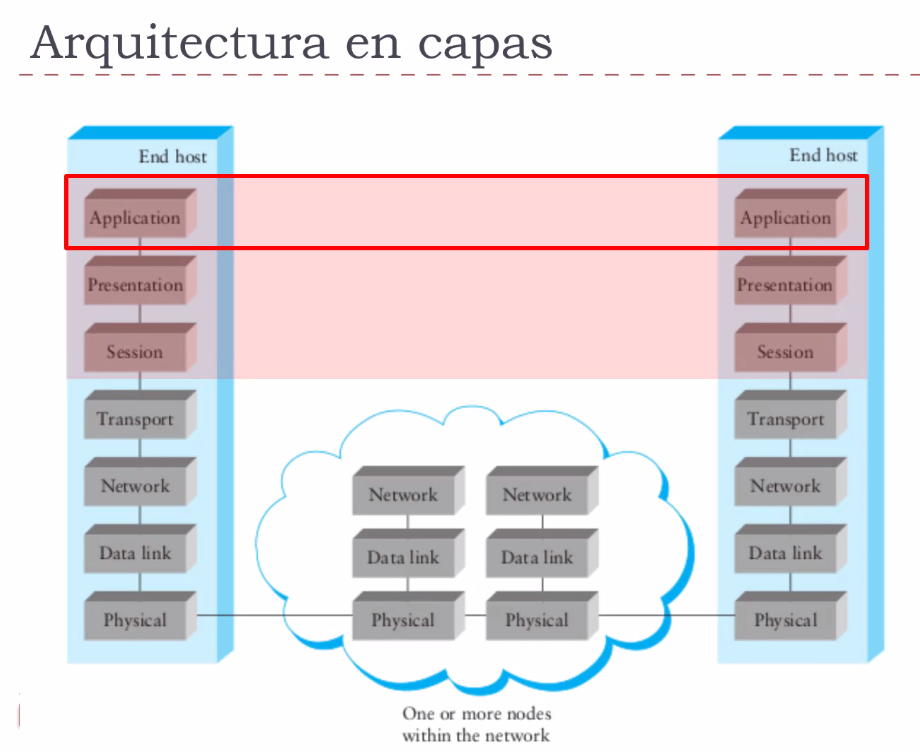 Arquitectura en capas
End host
End host
Application
Application
Presentation
Presentation
Session
Session
Transport
Transport
Network
Network
Network
Network
Data link
Data link
Data link
Data link
Physical
Physical
Physical
Physical
One or more nodes
within the network